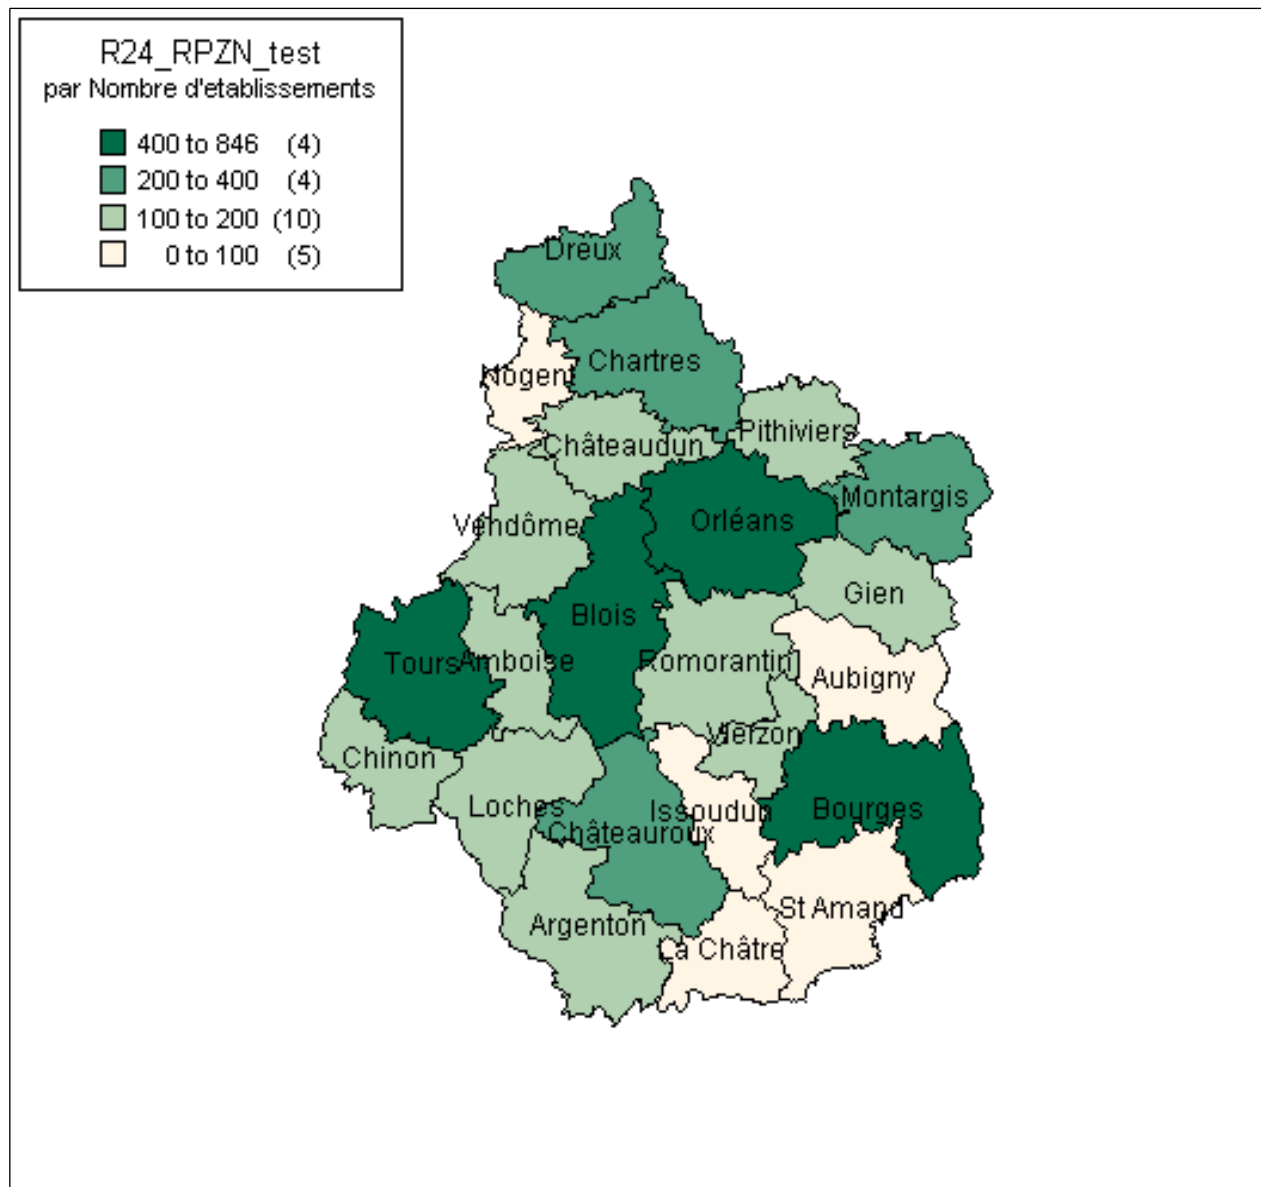 R24_RPZN_test
par Nombre d'etablissements
400 to 846 (4)
200 to 400 (4)
100 to 200 (10)
0 to 100 (5)
Dreux
Chartres
Nogent
Pithiviers
Châteaudun
Montargis
Orléans
Vendôme
Gien
Blois
Tours
Amboise
Romorantin
Aubigny
Vierzon
Chinon
Loches
Issoudun
Bourges
Châteauroux
St Amand
Argenton
La Châtre